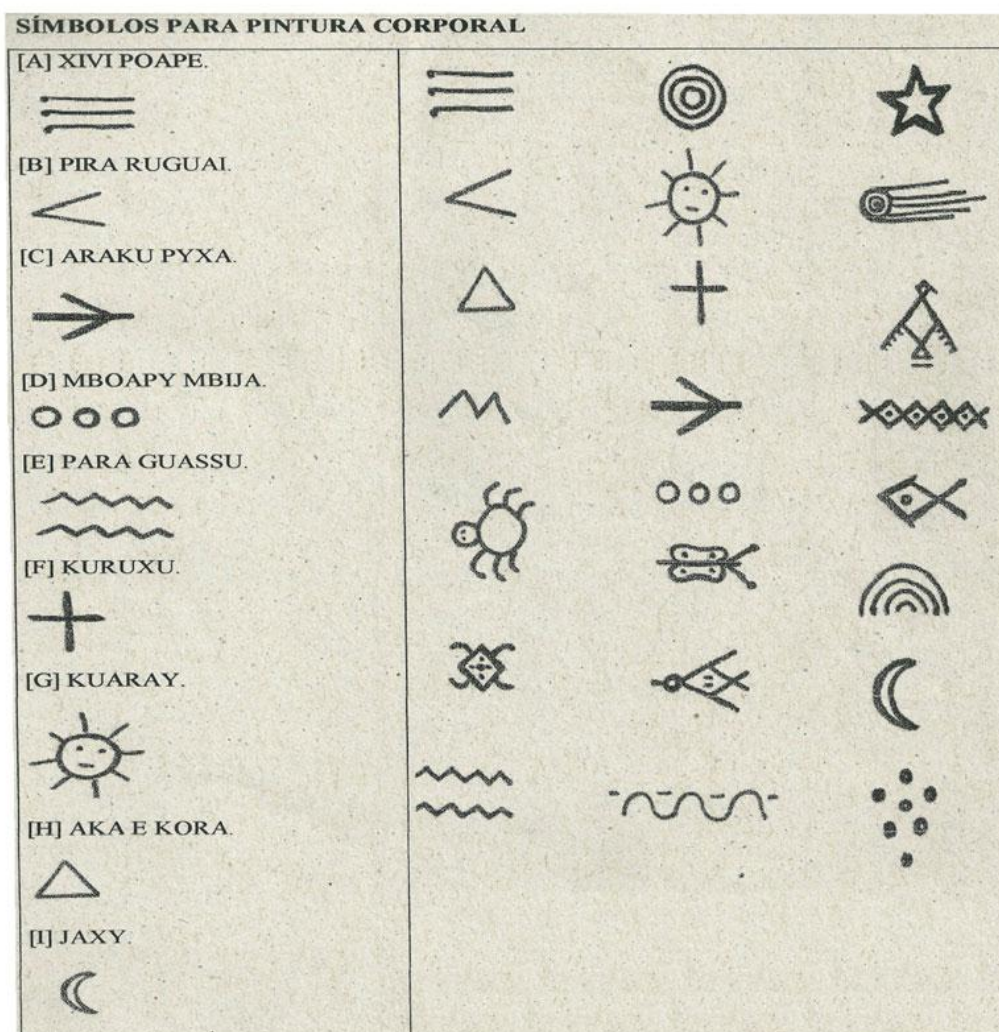 SÍMBOLOS PARA PINTURA CORPORAL
[A] XIVI POAPE.
[B] PIRA RUGUAI.
[C] ARAKU PYXA.
[D] MBOAPY MBIJA.
[E] PARA GUASSU.
[F] KURUXU.
[G] KUARAY.
[H] AKA E KORA.
[I] JAXY.